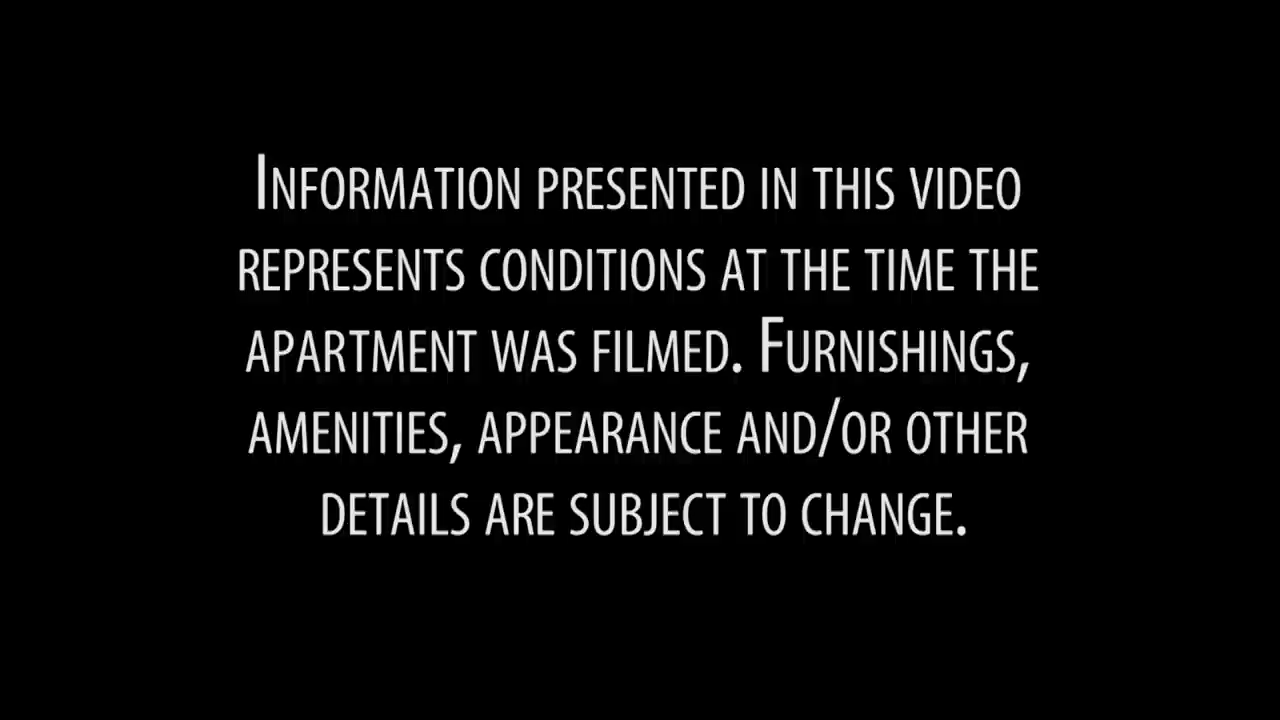 Information presented in this video
represents conditions at the time the
apartment was filmed. Furnishings,
amenities, appearance and/or other
details are subject to change.